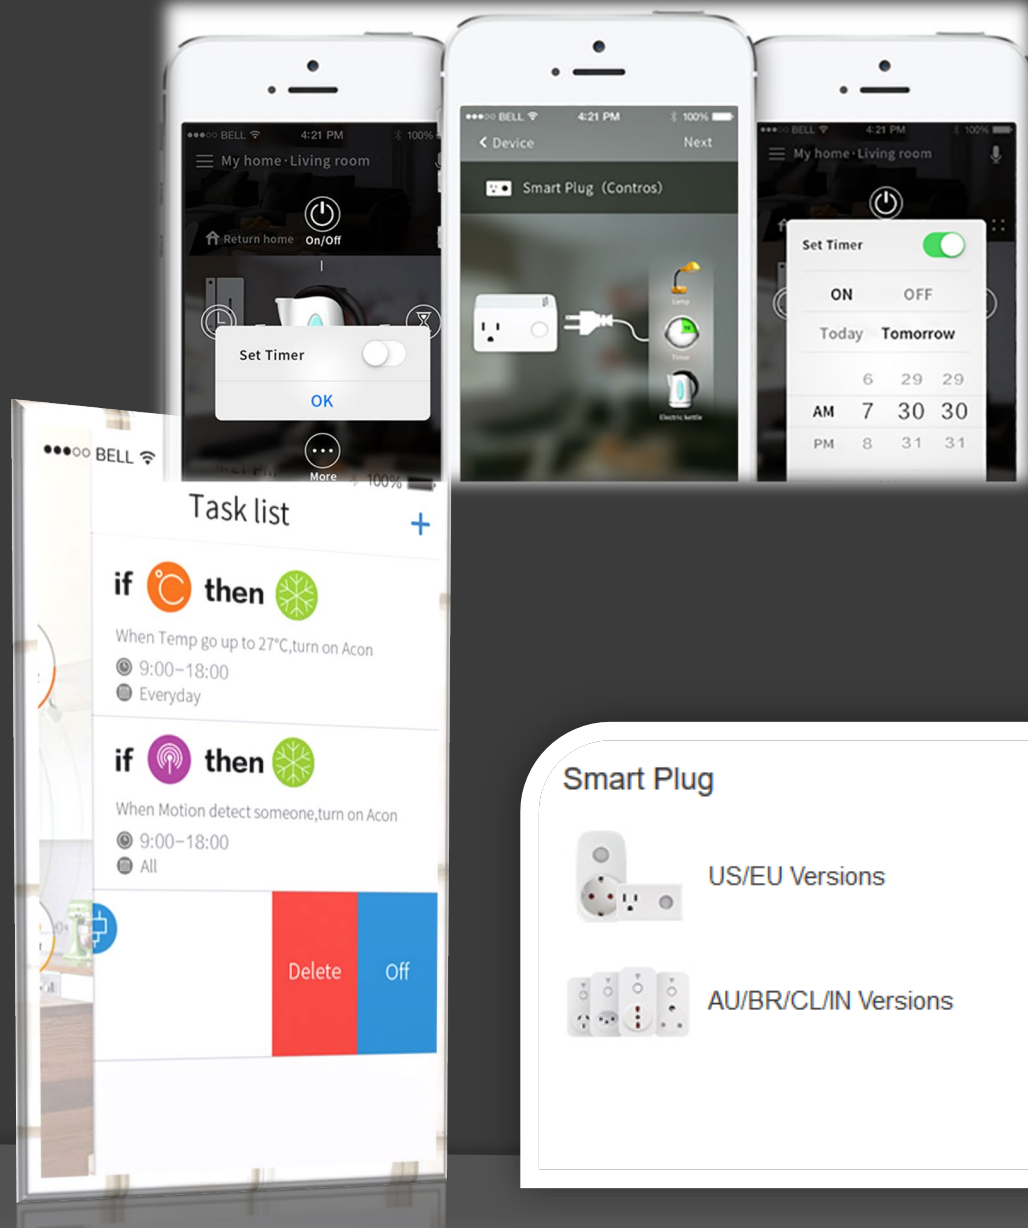 BELL 4:21 PM 100%
My home·Living room
Return home On/Off
Set Timer
OK
More
BELL 4:21 PM 100%
Device Next
Smart Plug (Contros)
Lamp
Timer
Electric kettle
BELL 4:21 PM 100%
My home·Living room
Set Timer
ON OFF
Today Tomorrow
6 29 29
AM 7 30 30
PM 8 31 31
BELL 4:21 PM 100%
Task list +
if °C then
When Temp go up to 27°C,turn on Acon
9:00-18:00
Everyday
if then
When Motion detect someone,turn on Acon
9:00-18:00
All
Delete Off
Smart Plug
US/EU Versions
AU/BR/CL/IN Versions